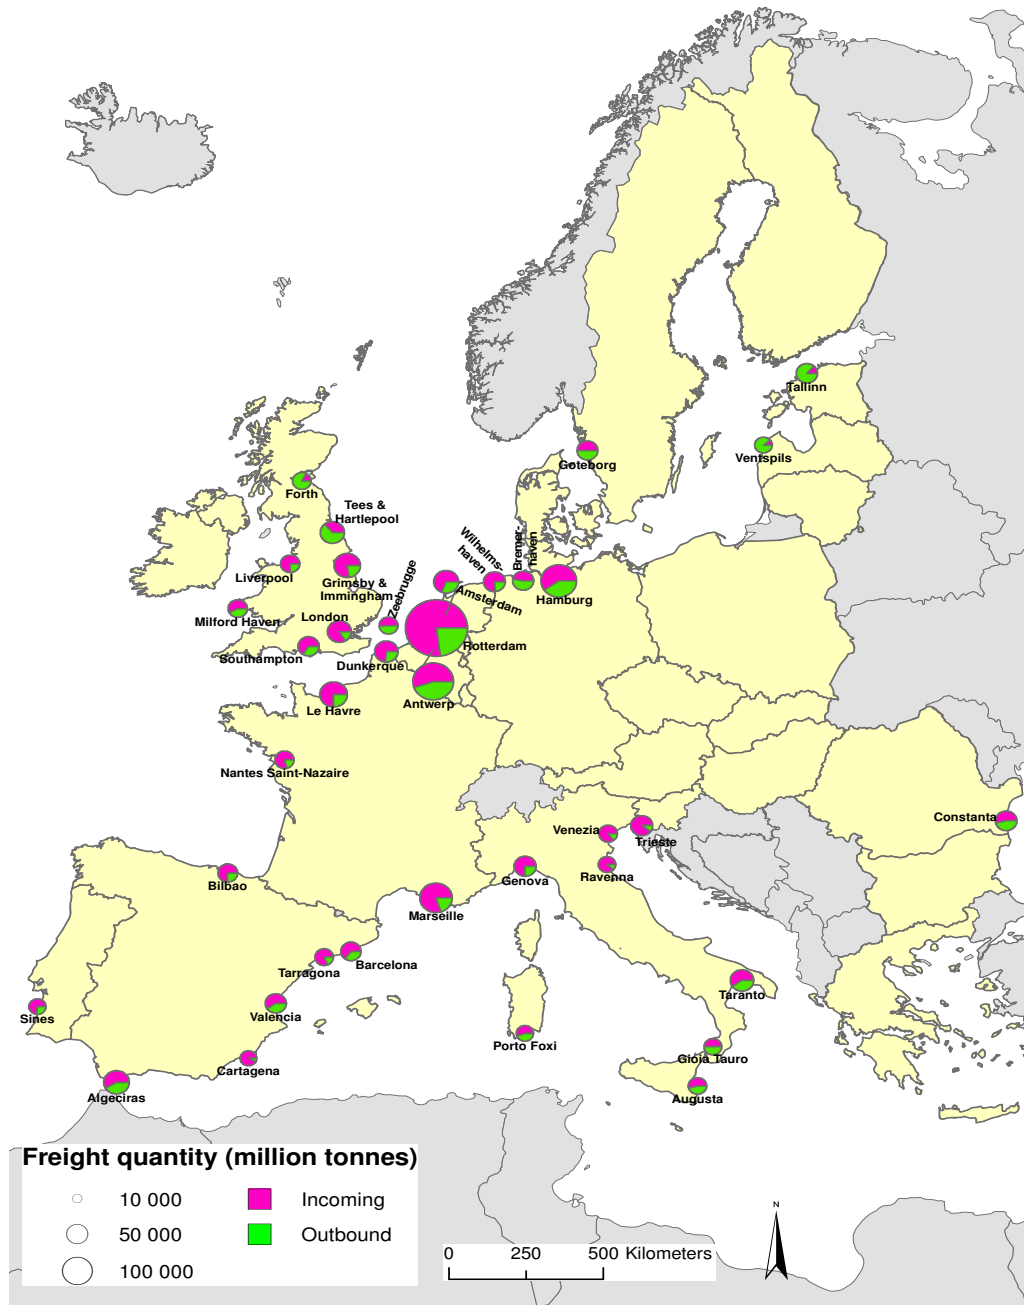 Tallinn
Ventspils
Goteborg
Forth
Tees &
Hartlepool
Wilhelms-
haven
Bremer-
haven
Liverpool
Grimsby &
Immingham
Zeebrugge
Amsterdam
Hamburg
Milford Haven
London
Rotterdam
Southampton
Dunkerque
Antwerp
Le Havre
Nantes Saint-Nazaire
Constanta
Venezia
Trieste
Bilbao
Genova
Ravenna
Marseille
Tarragona
Barcelona
Taranto
Sines
Valencia
Porto Foxi
Gioia Tauro
Cartagena
Algeciras
Augusta
Freight quantity (million tonnes)
10 000
Incoming
50 000
Outbound
100 000
0 250 500 Kilometers
N